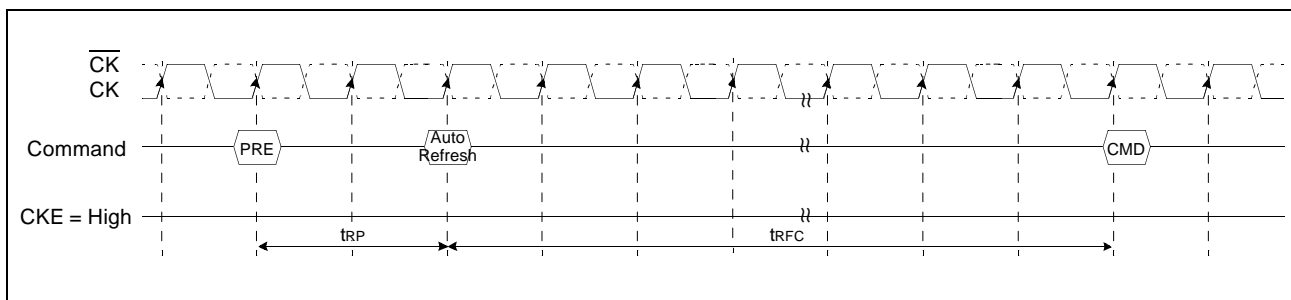 CK
CK
Command
PRE
Auto
Refresh
CMD
CKE = High
tRP
tRFC